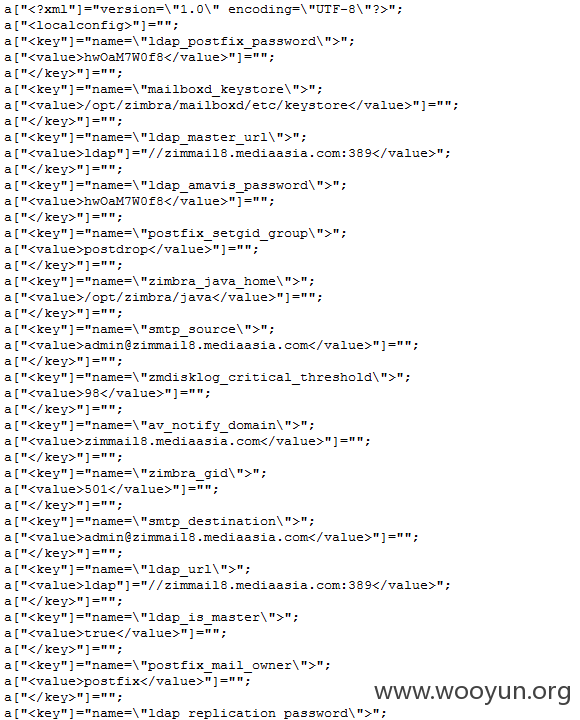 a["<?xml"]="version=\"1.0\" encoding=\"UTF-8\"?>";
a["<localconfig>"]="";
a["<key"]="name=\"ldap_postfix_password\">";
a["<value>hwOaM7W0f8</value>"]="";
a["</key>"]="";
a["<key"]="name=\"mailboxd_keystore\">";
a["<value>/opt/zimbra/mailboxd/etc/keystore</value>"]="";
a["</key>"]="";
a["<key"]="name=\"ldap_master_url\">";
a["<value>ldap"]="//zimmail8.mediaasia.com:389</value>";
a["</key>"]="";
a["<key"]="name=\"ldap_amavis_password\">";
a["<value>hwOaM7W0f8</value>"]="";
a["</key>"]="";
a["<key"]="name=\"postfix_setgid_group\">";
a["<value>postdrop</value>"]="";
a["</key>"]="";
a["<key"]="name=\"zimbra_java_home\">";
a["<value>/opt/zimbra/java</value>"]="";
a["</key>"]="";
a["<key"]="name=\"smtp_source\">";
a["<value>admin@zimmail8.mediaasia.com</value>"]="";
a["</key>"]="";
a["<key"]="name=\"zmdisklog_critical_threshold\">";
a["<value>98</value>"]="";
a["</key>"]="";
a["<key"]="name=\"av_notify_domain\">";
a["<value>zimmail8.mediaasia.com</value>"]="";
a["</key>"]="";
a["<key"]="name=\"zimbra_gid\">";
a["<value>501</value>"]="";
a["</key>"]="";
a["<key"]="name=\"smtp_destination\">";
a["<value>admin@zimmail8.mediaasia.com</value>"]="";
a["</key>"]="";
a["<key"]="name=\"ldap_url\">";
a["<value>ldap"]="//zimmail8.mediaasia.com:389</value>";
a["</key>"]="";
a["<key"]="name=\"ldap_is_master\">";
a["<value>true</value>"]="";
a["</key>"]="";
a["<key"]="name=\"postfix_mail_owner\">";
a["<value>postfix</value>"]="";
a["</key>"]="";
a["<key"]="name=\"ldap_replication_password\">";
www.wooyun.org